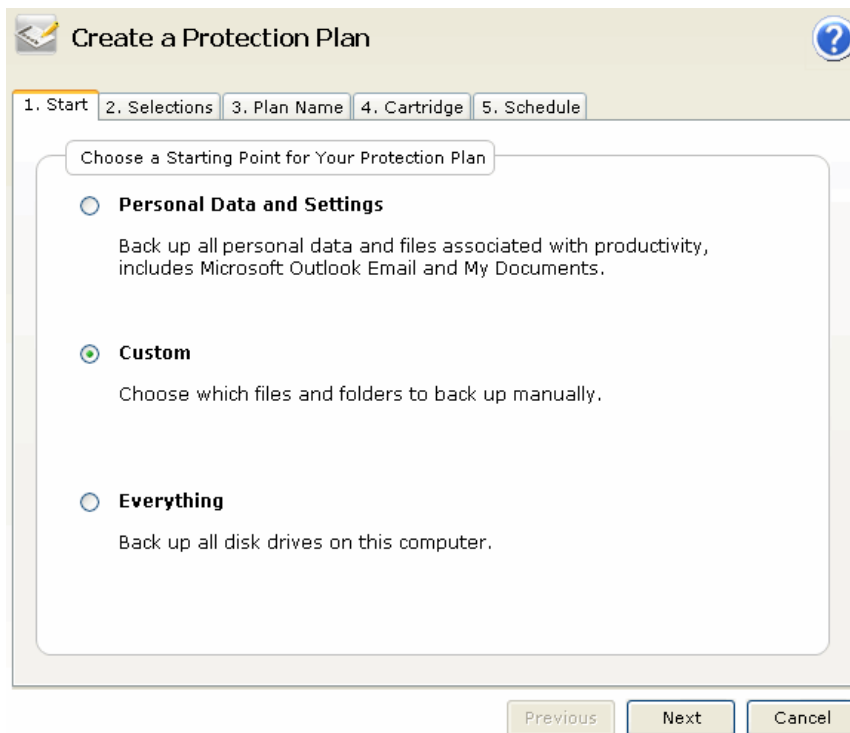 Create a Protection Plan
?
1. Start
2. Selections
3. Plan Name
4. Cartridge
5. Schedule
Choose a Starting Point for Your Protection Plan
Personal Data and Settings
Back up all personal data and files associated with productivity,
includes Microsoft Outlook Email and My Documents.
Custom
Choose which files and folders to back up manually.
Everything
Back up all disk drives on this computer.
Previous
Next
Cancel